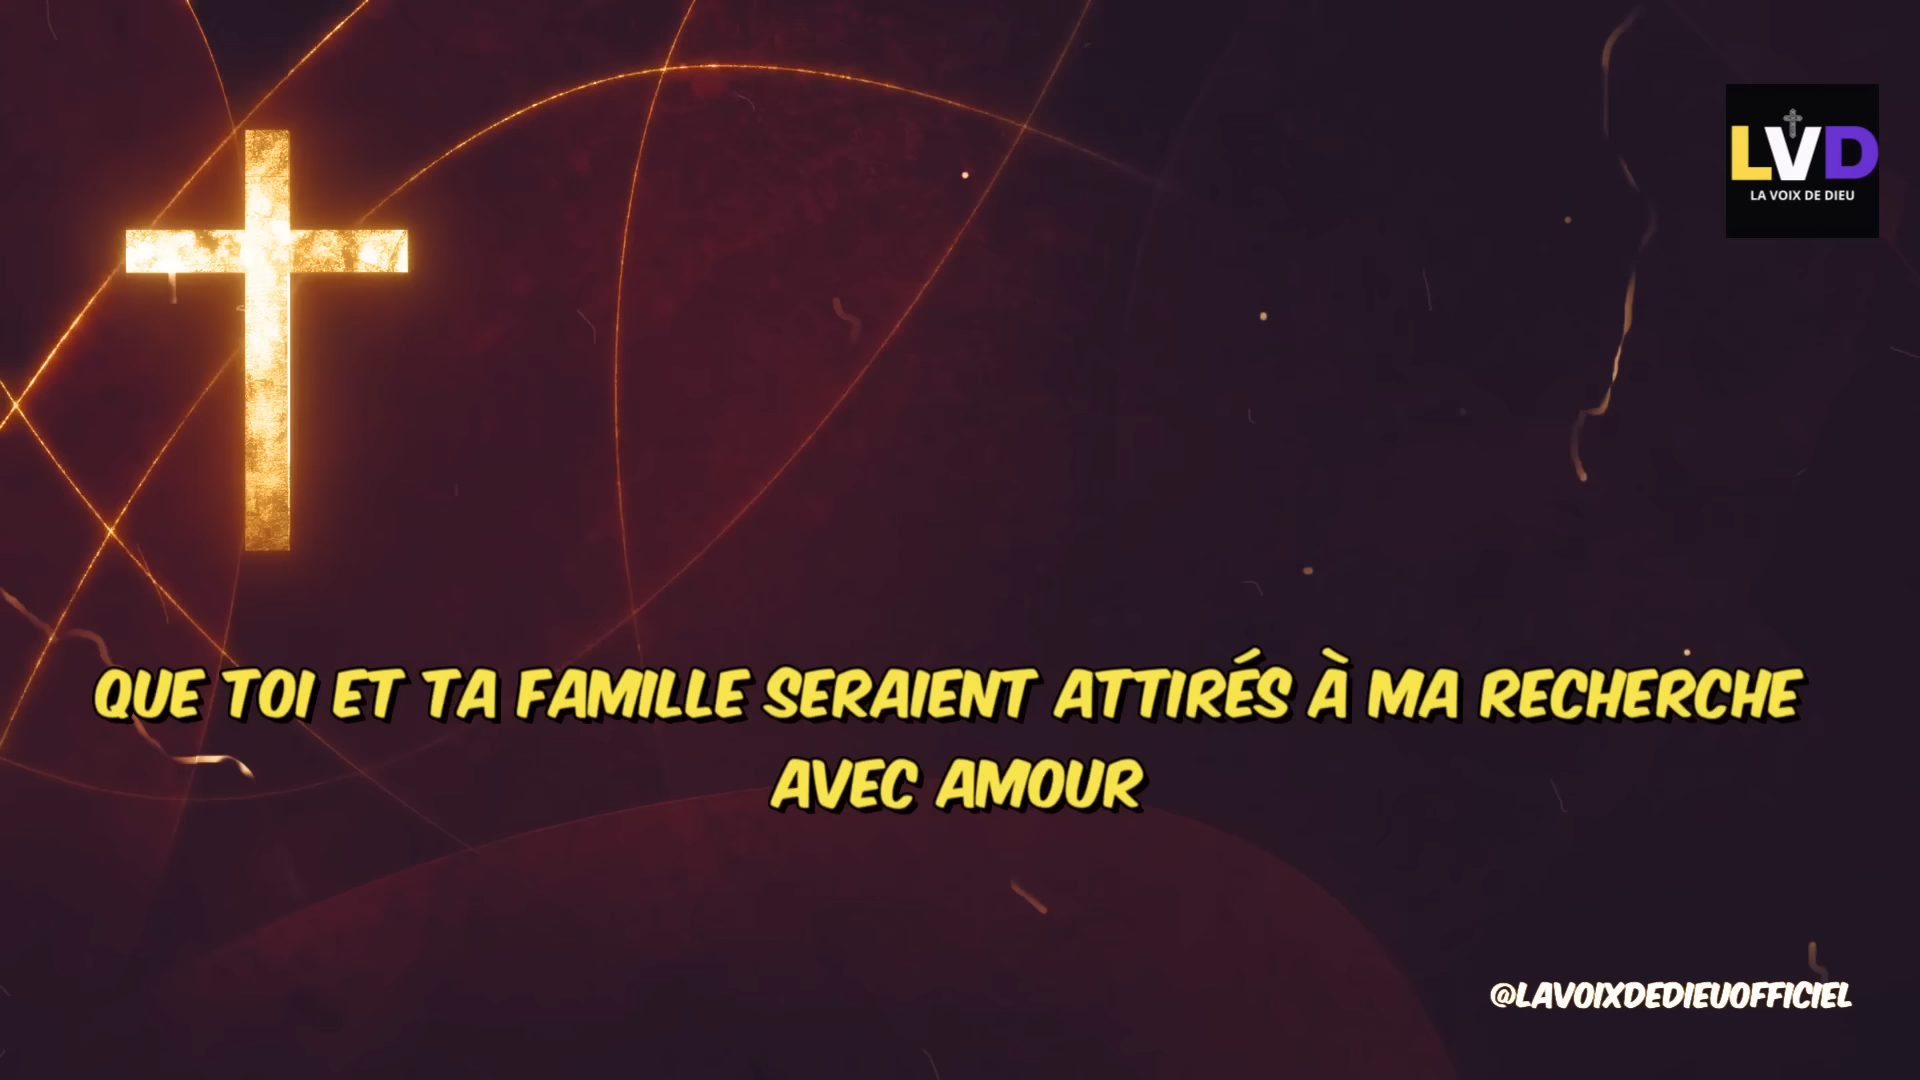 LVD
LA VOIX DE DIEU
QUE TOI ET TA FAMILLE SERAIENT ATTIRÉS À MA RECHERCHE
AVEC AMOUR
@LAVOIXDEDIEUOFFICIEL